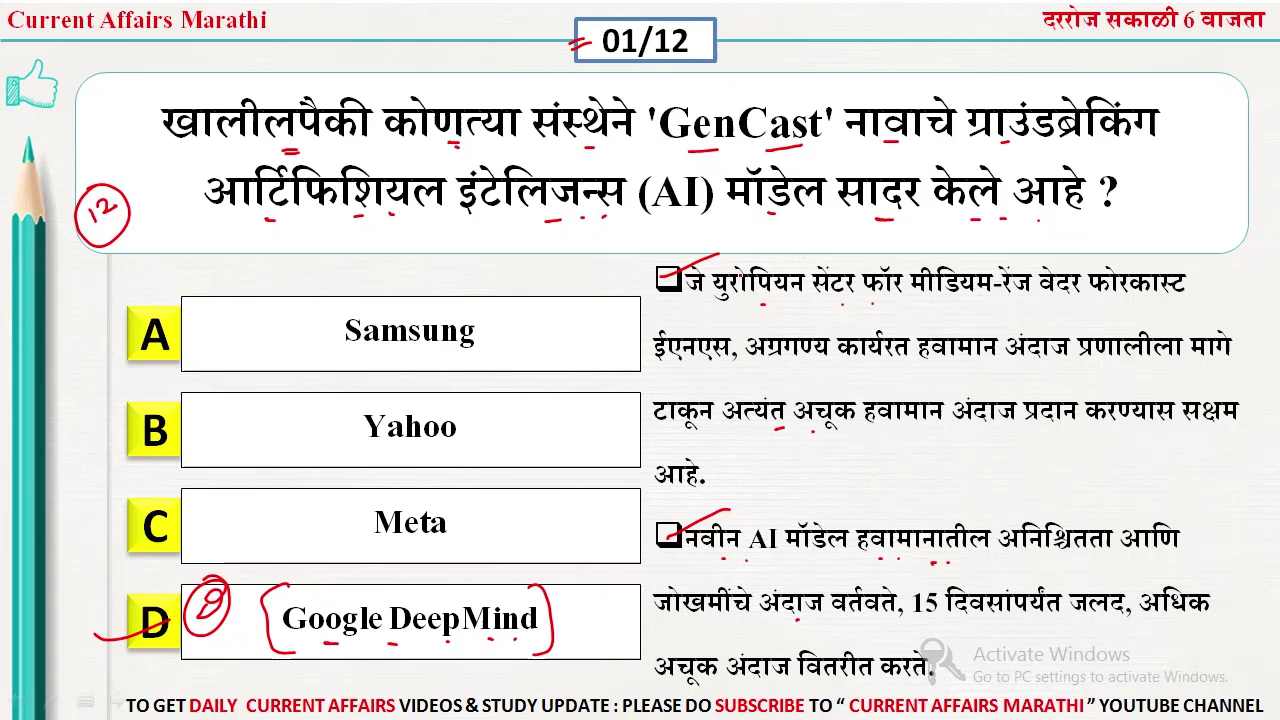 Current Affairs Marathi
दररोज सकाळी 6 वाजता
01/12
खालीलपैकी कोणत्या संस्थेने 'GenCast' नावाचे ग्राउंडब्रेकिंग
आर्टिफिशियल इंटेलिजन्स (AI) मॉडेल सादर केले आहे ?
12
A
Samsung
B
Yahoo
C
Meta
D
Google DeepMind
जे युरोपियन सेंटर फॉर मीडियम-रेंज वेदर फोरकास्ट
ईएनएस, अग्रगण्य कार्यरत हवामान अंदाज प्रणालीला मागे
टाकून अत्यंत अचूक हवामान अंदाज प्रदान करण्यास सक्षम
आहे.
नवीन AI मॉडेल हवामानातील अनिश्चितता आणि
जोखमींचे अंदाज वर्तवते, 15 दिवसांपर्यंत जलद, अधिक
अचूक अंदाज वितरीत करते.
Activate Windows
Go to PC settings to activate Windows.
TO GET DAILY CURRENT AFFAIRS VIDEOS & STUDY UPDATE : PLEASE DO SUBSCRIBE TO “ CURRENT AFFAIRS MARATHI ” YOUTUBE CHANNEL